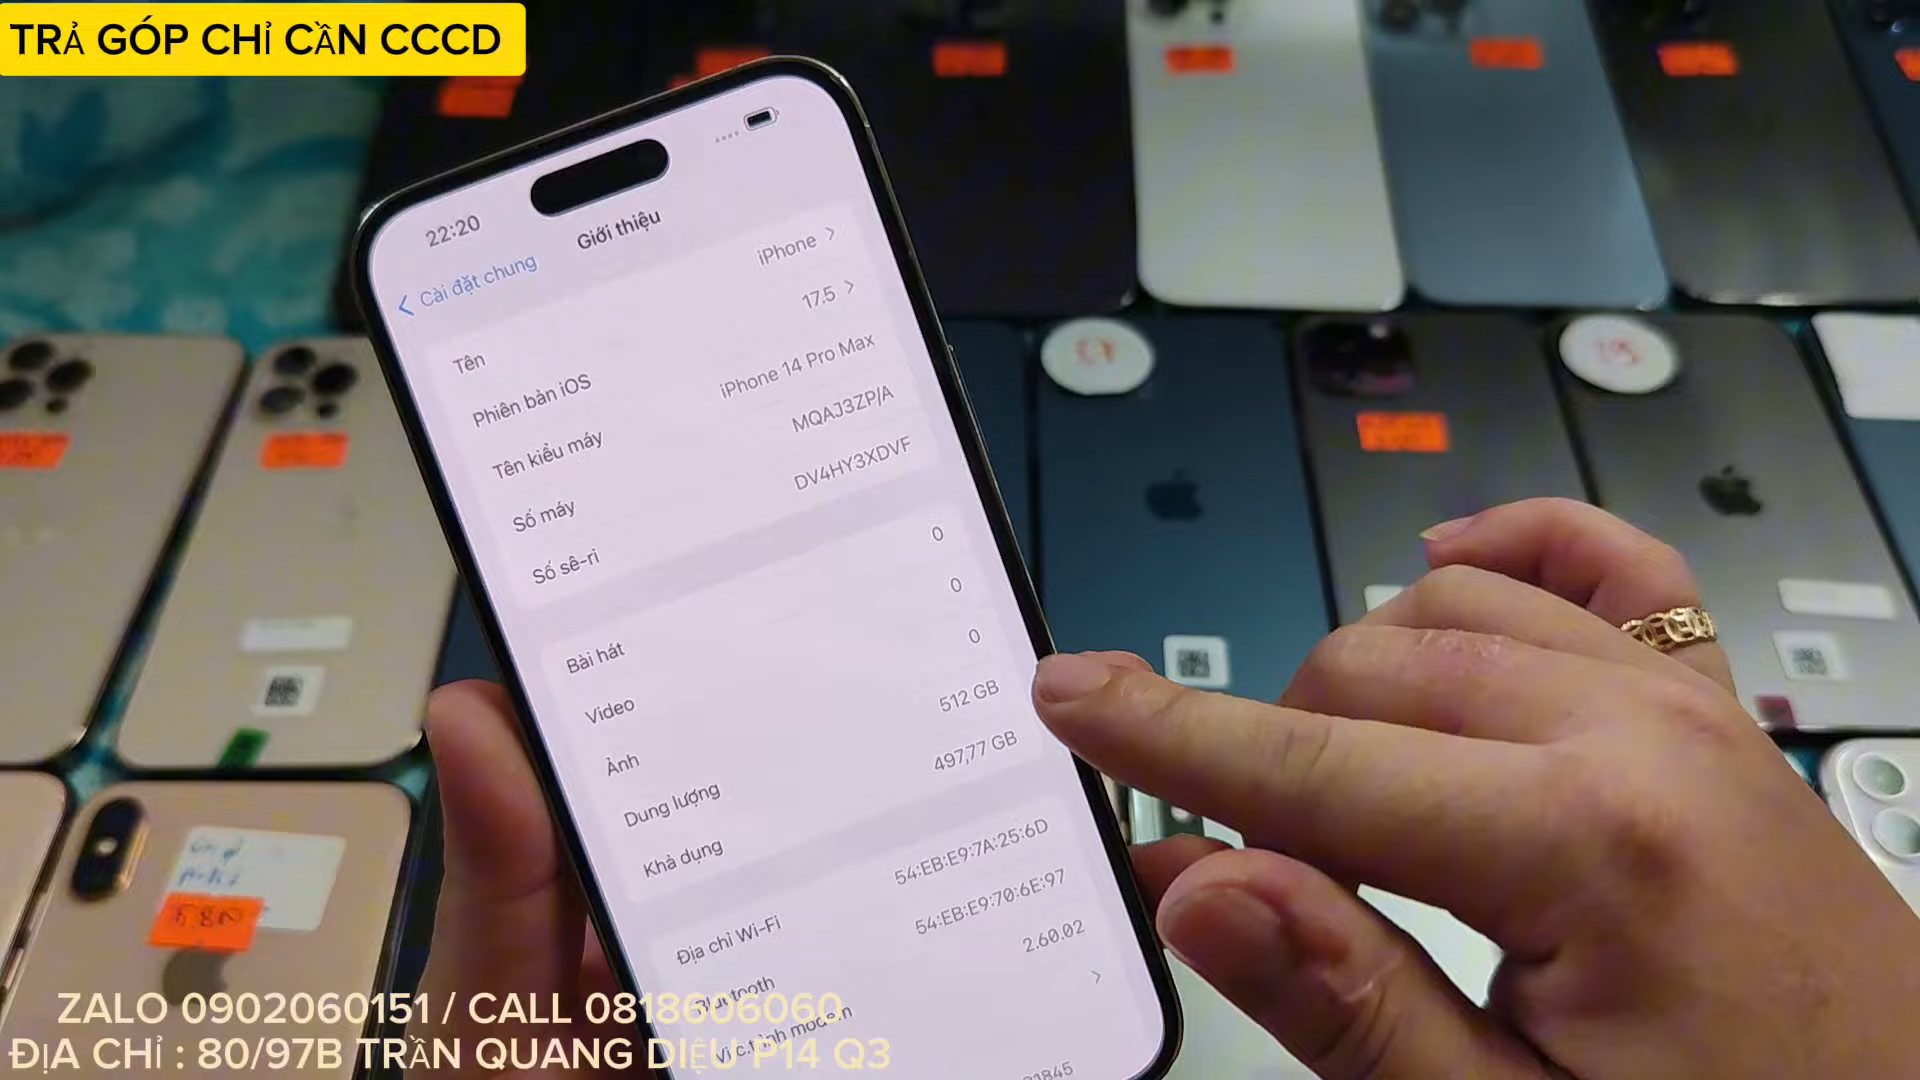 TRẢ GÓP CHỈ CẦN CCCD
22:20
Giới thiệu
Cài đặt chung
Tên iPhone
Phiên bản iOS 17.5
Tên kiểu máy iPhone 14 Pro Max
Số máy MQAJ3ZP/A
Số sê-ri DV4HY3XDVF
Bài hát 0
Video 0
Ảnh 0
Dung lượng 512 GB
Khả dụng 497,77 GB
Địa chỉ Wi-Fi 54:EB:E9:7A:25:6D
Bluetooth 54:EB:E9:70:6E:97
Vi c.trình modem 2.60.02
ZALO 0902060151 / CALL 0818606060
ĐỊA CHỈ : 80/97B TRẦN QUANG DIỆU P14 Q3